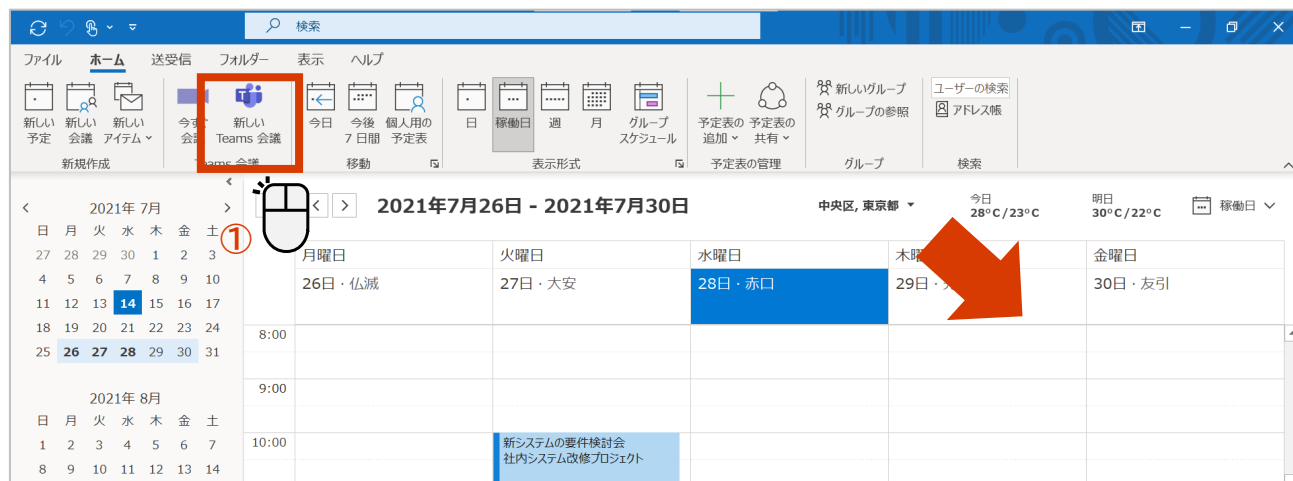 検索
ファイル ホーム 送受信 フォルダー 表示 ヘルプ
新しい 予定
新しい 会議
新しい アイテム
新しい Teams 会議
今日
今後 7 日間
個人用の 予定表
日
稼働日
週
月
グループ スケジュール
予定表の 追加
予定表の 共有
新しいグループ
グループの参照
ユーザーの検索
アドレス帳
新規作成
移動
表示形式
予定表の管理
グループ
検索
2021年 7月
日 月 火 水 木 金 土
27 28 29 30 1 2 3
4 5 6 7 8 9 10
11 12 13 14 15 16 17
18 19 20 21 22 23 24
25 26 27 28 29 30 31
2021年 8月
日 月 火 水 木 金 土
1 2 3 4 5 6 7
8 9 10 11 12 13 14
①
2021年7月26日 - 2021年7月30日
中央区, 東京都
今日
28°C/23°C
明日
30°C/22°C
稼働日
月曜日 火曜日 水曜日 金曜日
26日・仏滅 27日・大安 28日・赤口 29日・ 30日・友引
8:00
9:00
10:00
新システムの要件検討会
社内システム改修プロジェクト